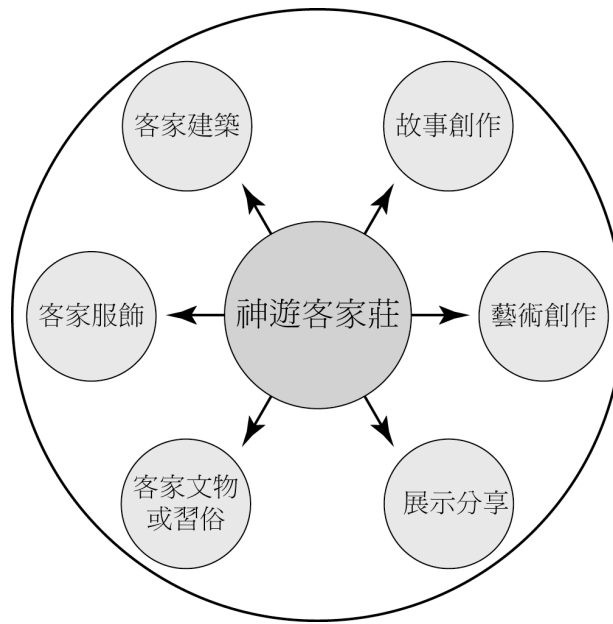 客家建築
故事創作
客家服飾
神遊客家莊
藝術創作
客家文物
或習俗
展示分享